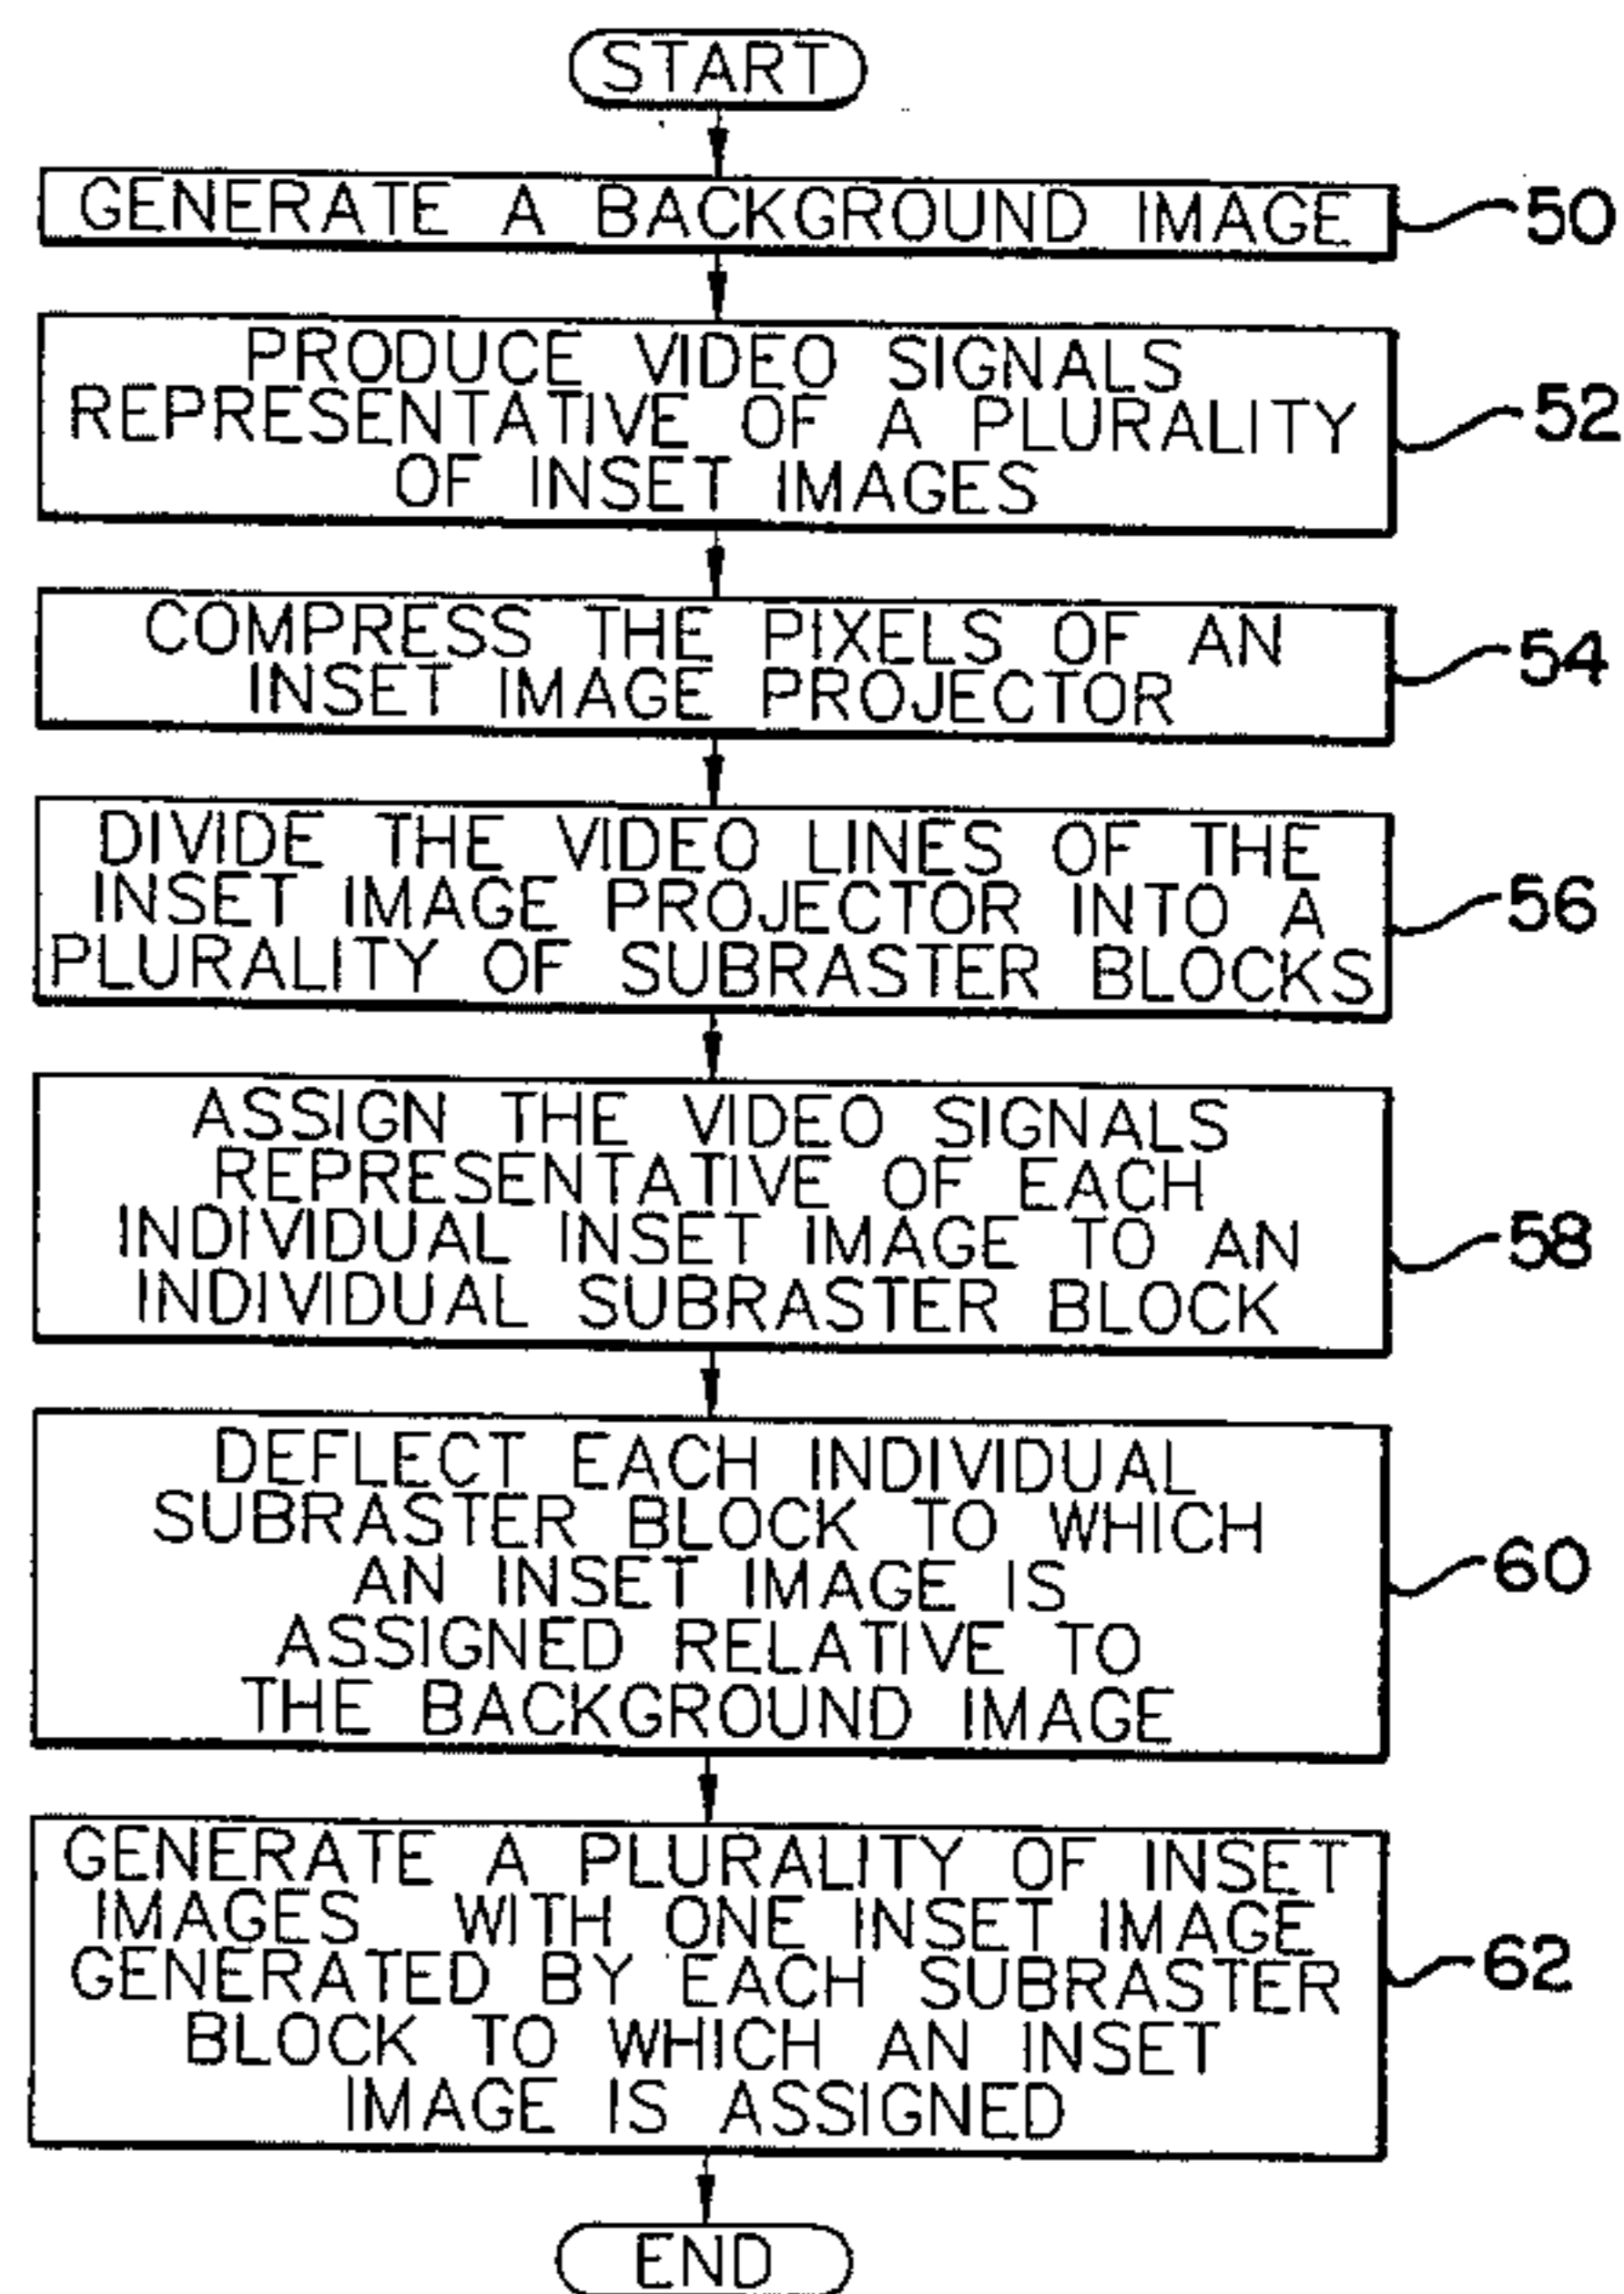 START
GENERATE A BACKGROUND IMAGE
50
PRODUCE VIDEO SIGNALS
REPRESENTATIVE OF A PLURALITY
OF INSET IMAGES
52
COMPRESS THE PIXELS OF AN
INSET IMAGE PROJECTOR
54
DIVIDE THE VIDEO LINES OF THE
INSET IMAGE PROJECTOR INTO A
PLURALITY OF SUBRASTER BLOCKS
56
ASSIGN THE VIDEO SIGNALS
REPRESENTATIVE OF EACH
INDIVIDUAL INSET IMAGE TO AN
INDIVIDUAL SUBRASTER BLOCK
58
DEFLECT EACH INDIVIDUAL
SUBRASTER BLOCK TO WHICH
AN INSET IMAGE IS
ASSIGNED RELATIVE TO
THE BACKGROUND IMAGE
60
GENERATE A PLURALITY OF INSET
IMAGES WITH ONE INSET IMAGE
GENERATED BY EACH SUBRASTER
BLOCK TO WHICH AN INSET
IMAGE IS ASSIGNED
62
END